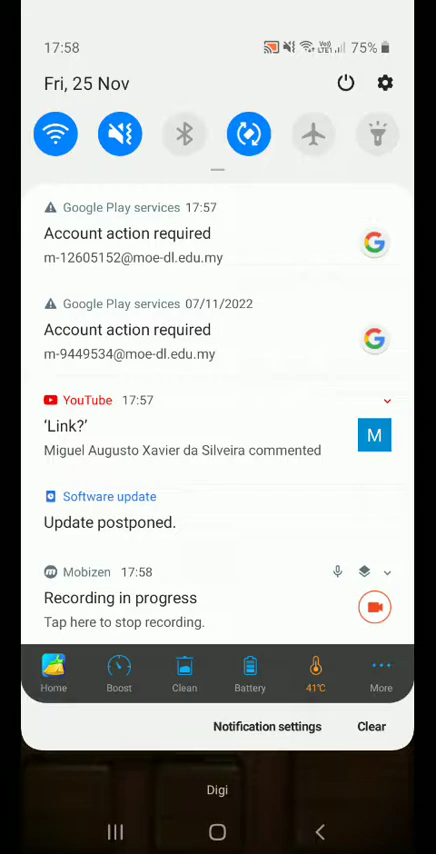 17:58
VoD
LTE1
75%
Fri, 25 Nov
Google Play services 17:57
Account action required
m-12605152@moe-dl.edu.my
Google Play services 07/11/2022
Account action required
m-9449534@moe-dl.edu.my
YouTube 17:57
‘Link?’
Miguel Augusto Xavier da Silveira commented
M
Software update
Update postponed.
Mobizen 17:58
Recording in progress
Tap here to stop recording.
Home Boost Clean Battery 41℃ More
Notification settings Clear
Digi